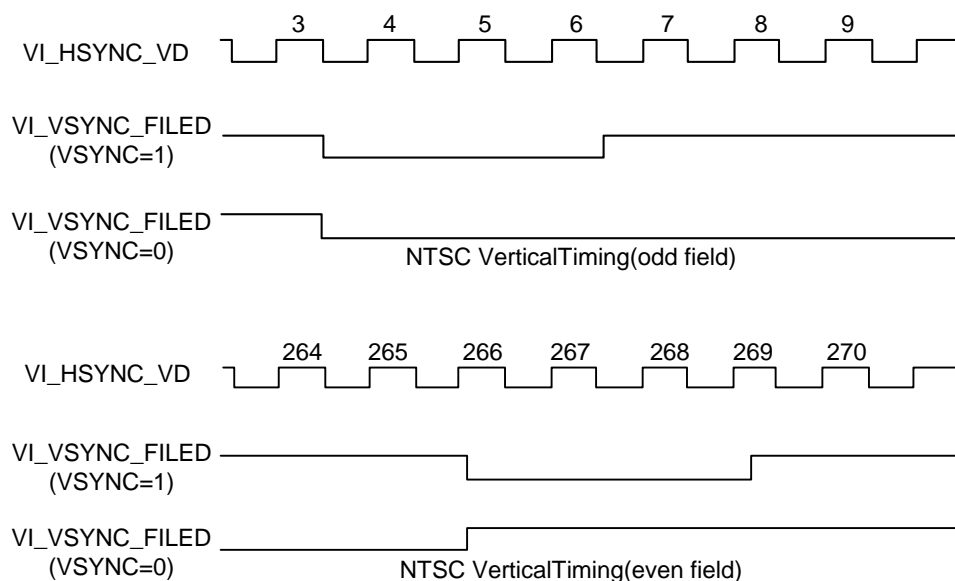 3 4 5 6 7 8 9
VI_HSYNC_VD
VI_VSYNC_FILED
(VSYNC=1)
VI_VSYNC_FILED
(VSYNC=0)
NTSC VerticalTiming(odd field)
264 265 266 267 268 269 270
VI_HSYNC_VD
VI_VSYNC_FILED
(VSYNC=1)
VI_VSYNC_FILED
(VSYNC=0)
NTSC VerticalTiming(even field)